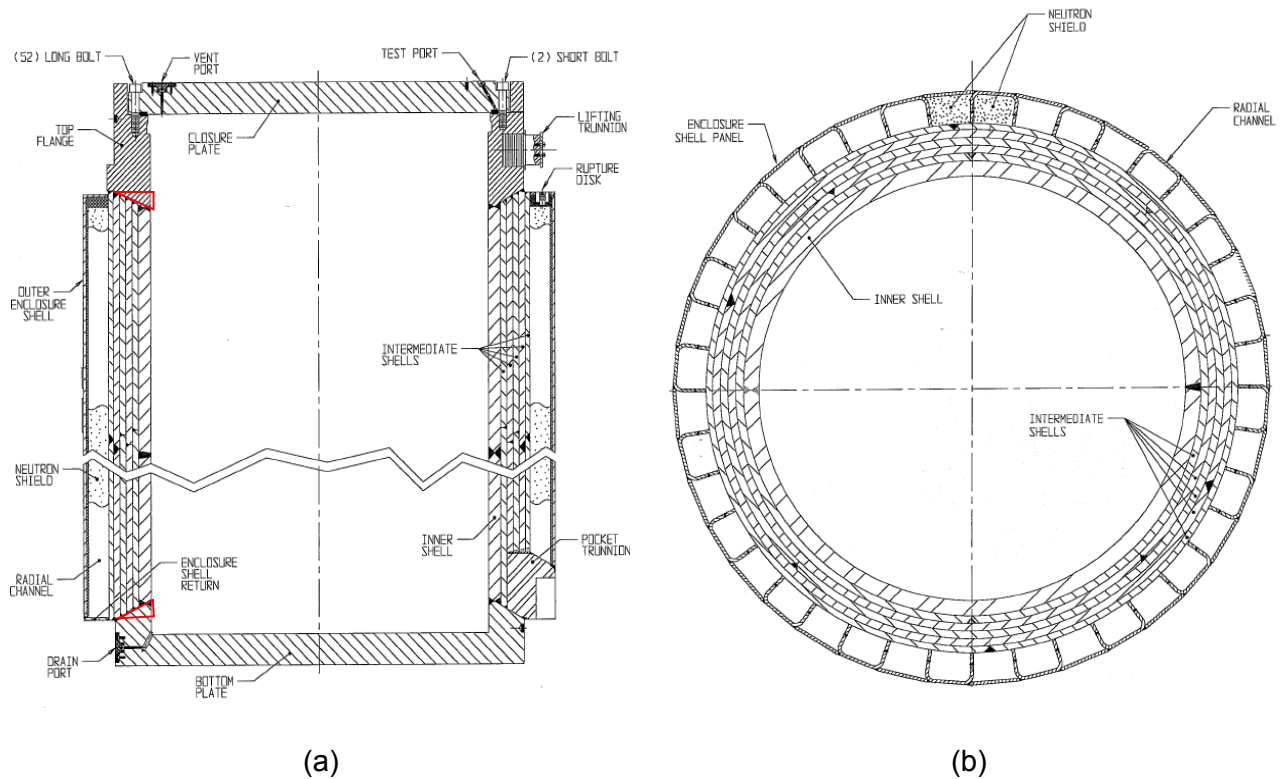 (52) LONG BOLT
VENT
PORT
TEST PORT
(2) SHORT BOLT
TOP
FLANGE
CLOSURE
PLATE
LIFTING
TRUNNION
RUPTURE
DISK
OUTER
ENCLOSURE
SHELL
INTERMEDIATE
SHELLS
NEUTRON
SHIELD
INNER
SHELL
POCKET
TRUNNION
RADIAL
CHANNEL
ENCLOSURE
SHELL
RETURN
DRAIN
PORT
BOTTOM
PLATE
(a)
NEUTRON
SHIELD
ENCLOSURE
SHELL PANEL
RADIAL
CHANNEL
INNER SHELL
INTERMEDIATE
SHELLS
(b)